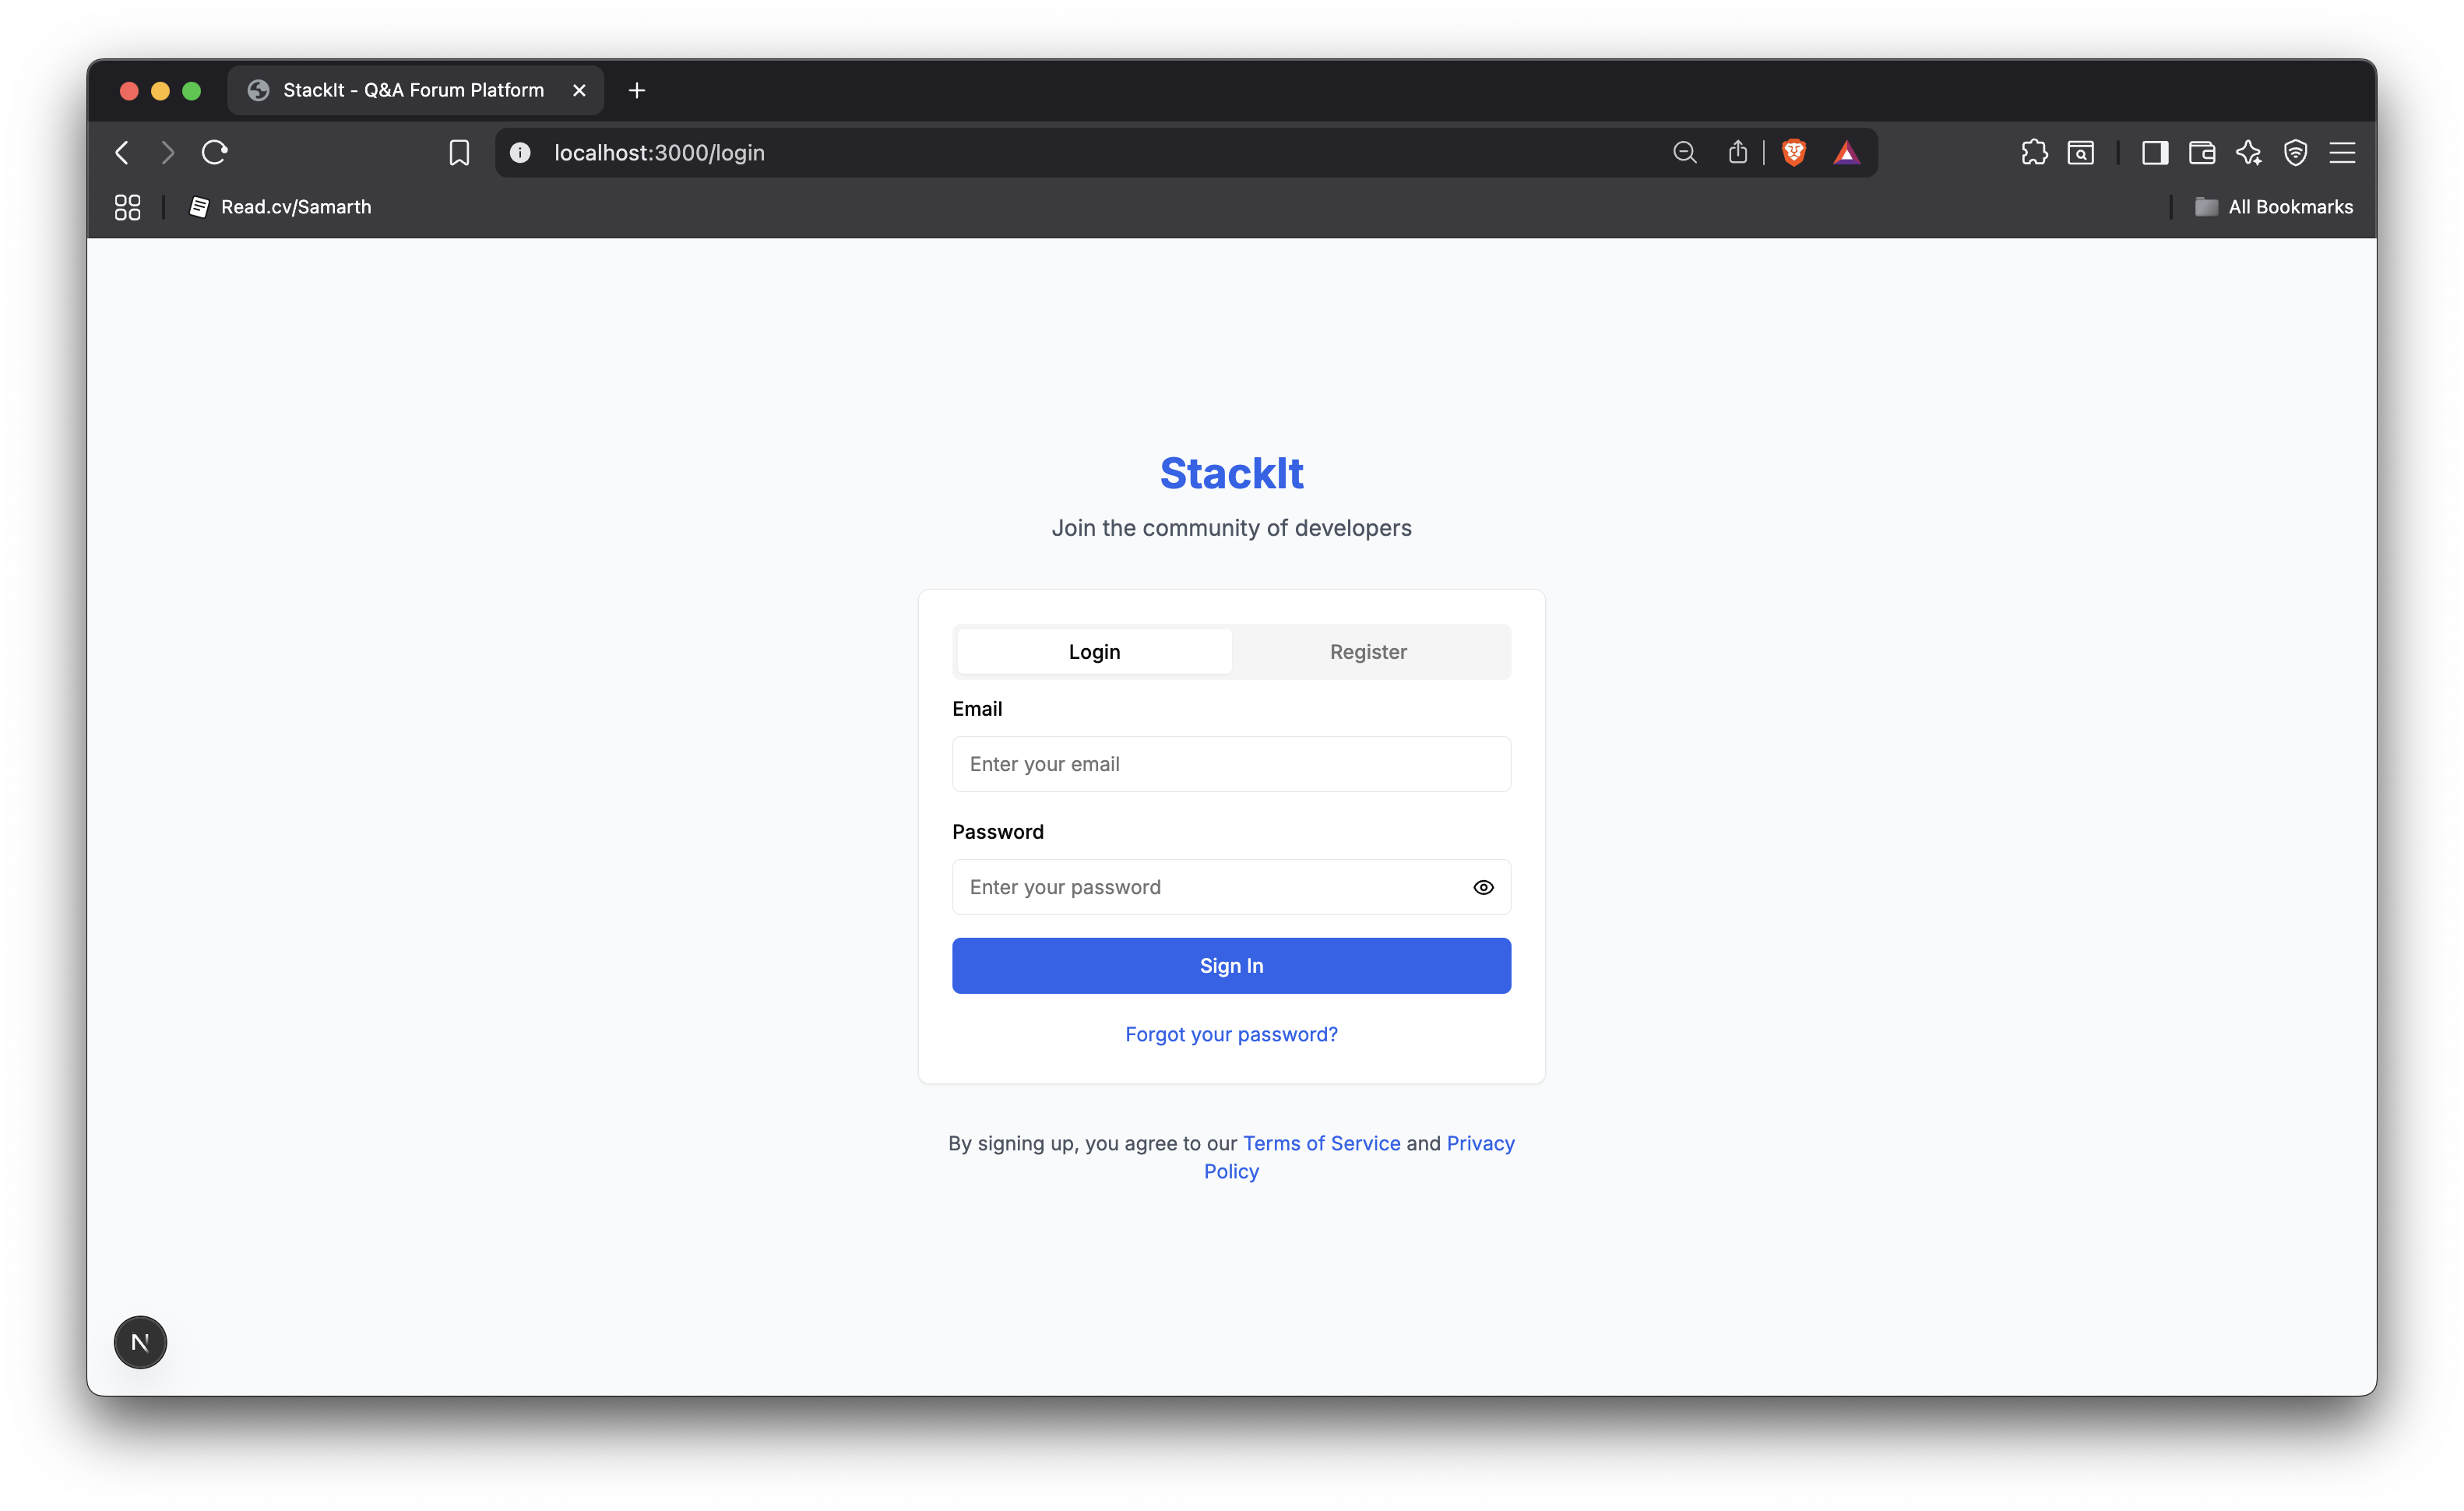 StackIt - Q&A Forum Platform
localhost:3000/login
Read.cv/Samarth
All Bookmarks
StackIt
Join the community of developers
Login
Register
Email
Enter your email
Password
Enter your password
Sign In
Forgot your password?
By signing up, you agree to our Terms of Service and Privacy
Policy
N